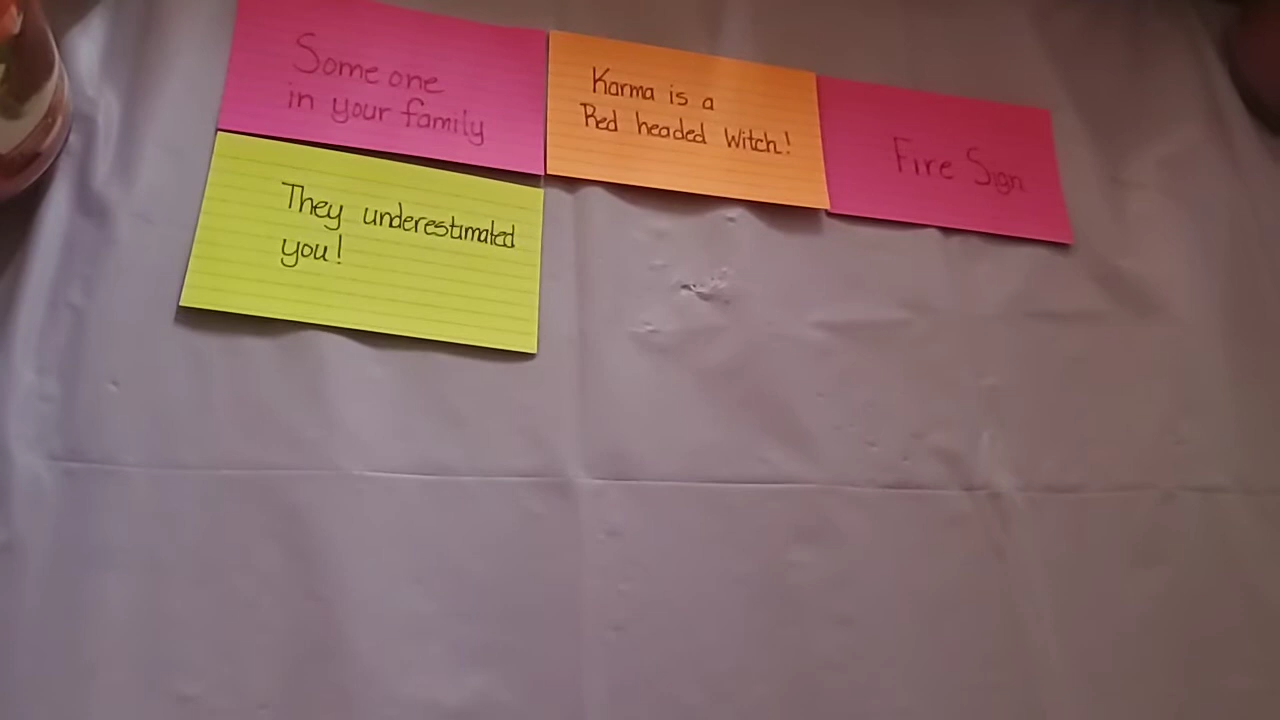 Some one
in your family
Karma is a
Red headed Witch!
Fire Sign
They underestimated
you!